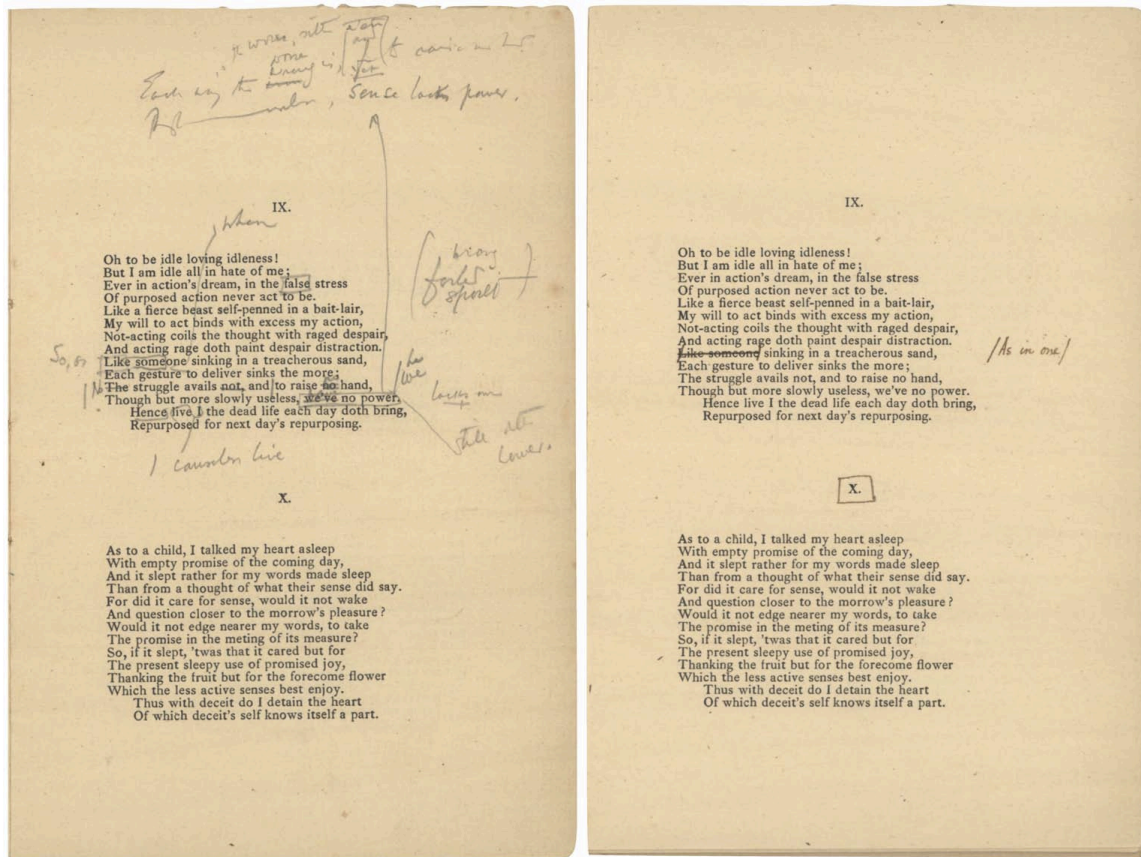 Each way the
sense lacks power.
IX.
when
Oh to be idle loving idleness!
But I am idle all in hate of me;
Ever in action's dream, in the false stress
Of purposed action never act to be.
Like a fierce beast self-penned in a bait-lair,
My will to act binds with excess my action,
Not-acting coils the thought with raged despair,
And acting rage doth paint despair distraction.
So, as
Like someone sinking in a treacherous sand,
Each gesture to deliver sinks the more;
The struggle avails not, and to raise no hand,
Though but more slowly useless, we've no power.
Hence live I the dead life each day doth bring,
Repurposed for next day's repurposing.
lacks our
I causeless live
X.
As to a child, I talked my heart asleep
With empty promise of the coming day,
And it slept rather for my words made sleep
Than from a thought of what their sense did say.
For did it care for sense, would it not wake
And question closer to the morrow's pleasure?
Would it not edge nearer my words, to take
The promise in the meting of its measure?
So, if it slept, 'twas that it cared but for
The present sleepy use of promised joy,
Thanking the fruit but for the forecome flower
Which the less active senses best enjoy.
Thus with deceit do I detain the heart
Of which deceit's self knows itself a part.
IX.
Oh to be idle loving idleness!
But I am idle all in hate of me;
Ever in action's dream, in the false stress
Of purposed action never act to be.
Like a fierce beast self-penned in a bait-lair,
My will to act binds with excess my action,
Not-acting coils the thought with raged despair,
And acting rage doth paint despair distraction.
Like someone sinking in a treacherous sand, /As in one/
Each gesture to deliver sinks the more;
The struggle avails not, and to raise no hand,
Though but more slowly useless, we've no power.
Hence live I the dead life each day doth bring,
Repurposed for next day's repurposing.
X.
As to a child, I talked my heart asleep
With empty promise of the coming day,
And it slept rather for my words made sleep
Than from a thought of what their sense did say.
For did it care for sense, would it not wake
And question closer to the morrow's pleasure?
Would it not edge nearer my words, to take
The promise in the meting of its measure?
So, if it slept, 'twas that it cared but for
The present sleepy use of promised joy,
Thanking the fruit but for the forecome flower
Which the less active senses best enjoy.
Thus with deceit do I detain the heart
Of which deceit's self knows itself a part.